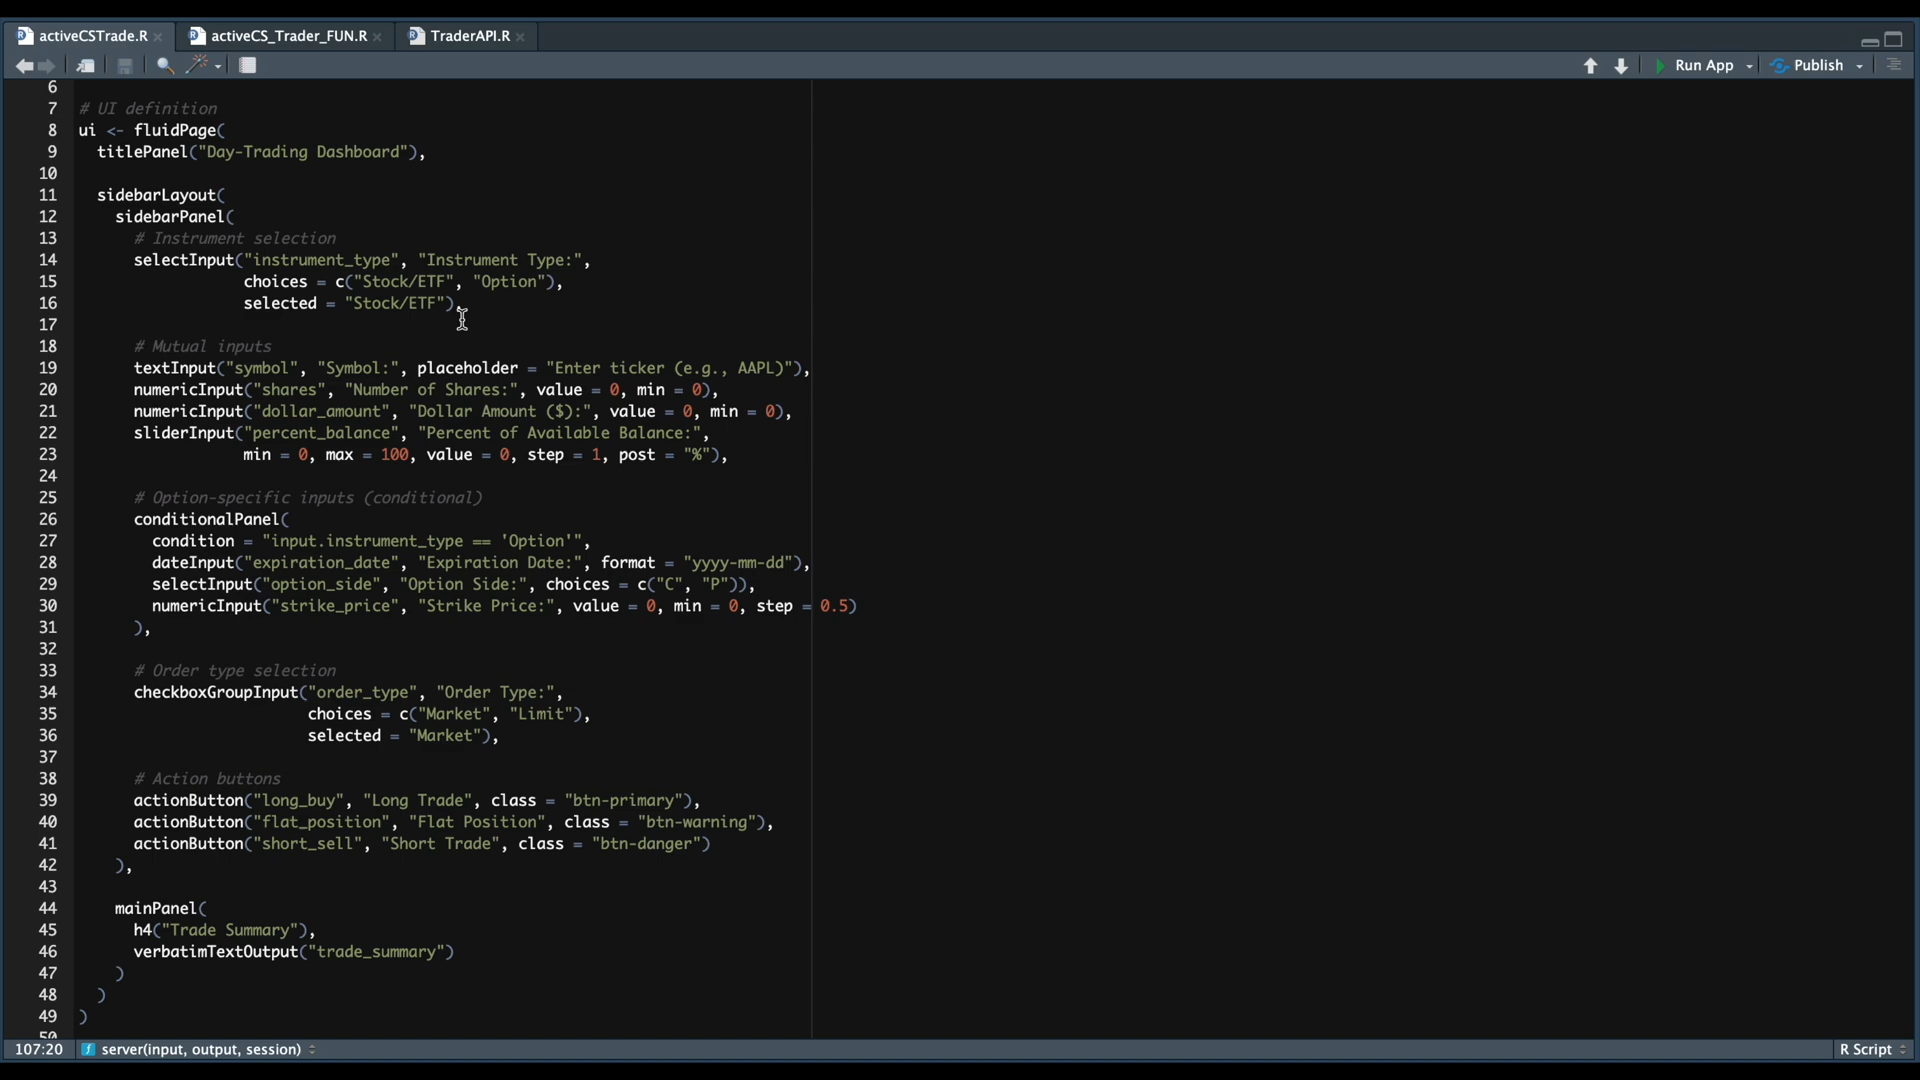 activeCSTrade.R
activeCS_Trader_FUN.R
TraderAPI.R
Run App
Publish
6
7 # UI definition
8 ui <- fluidPage(
9 titlePanel("Day-Trading Dashboard"),
10
11 sidebarLayout(
12 sidebarPanel(
13 # Instrument selection
14 selectInput("instrument_type", "Instrument Type:",
15 choices = c("Stock/ETF", "Option"),
16 selected = "Stock/ETF"),
17
18 # Mutual inputs
19 textInput("symbol", "Symbol:", placeholder = "Enter ticker (e.g., AAPL)"),
20 numericInput("shares", "Number of Shares:", value = 0, min = 0),
21 numericInput("dollar_amount", "Dollar Amount ($):", value = 0, min = 0),
22 sliderInput("percent_balance", "Percent of Available Balance:",
23 min = 0, max = 100, value = 0, step = 1, post = "%"),
24
25 # Option-specific inputs (conditional)
26 conditionalPanel(
27 condition = "input.instrument_type == 'Option'",
28 dateInput("expiration_date", "Expiration Date:", format = "yyyy-mm-dd"),
29 selectInput("option_side", "Option Side:", choices = c("C", "P")),
30 numericInput("strike_price", "Strike Price:", value = 0, min = 0, step = 0.5)
31 ),
32
33 # Order type selection
34 checkboxGroupInput("order_type", "Order Type:",
35 choices = c("Market", "Limit"),
36 selected = "Market"),
37
38 # Action buttons
39 actionButton("long_buy", "Long Trade", class = "btn-primary"),
40 actionButton("flat_position", "Flat Position", class = "btn-warning"),
41 actionButton("short_sell", "Short Trade", class = "btn-danger")
42 ),
43
44 mainPanel(
45 h4("Trade Summary"),
46 verbatimTextOutput("trade_summary")
47 )
48 )
49 )
50
107:20 server(input, output, session)
R Script